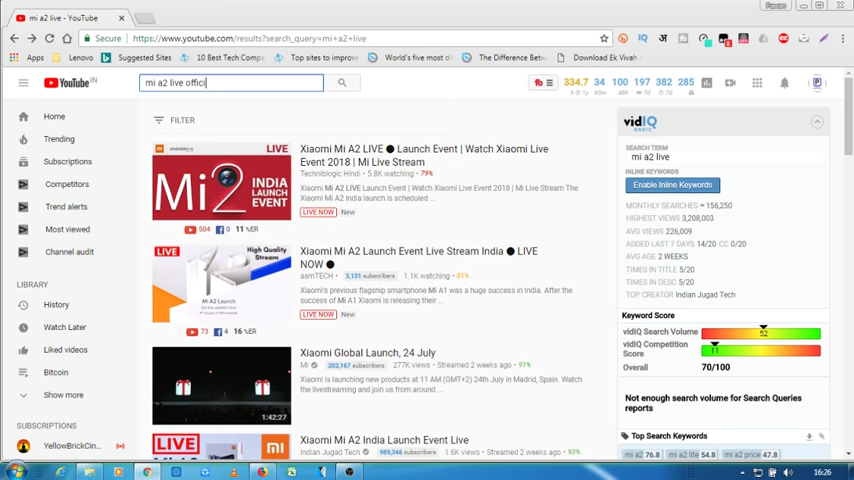 mi a2 live - YouTube
Secure https://www.youtube.com/results?search_query=mi+a2+live
Apps Lenovo Suggested Sites 10 Best Tech Comp Top sites to improve World's five most di The Difference Betw Download Ek Vivah
YouTube IN
mi a2 live offici
334.7 34 100 197 382 285
Home
Trending
Subscriptions
Competitors
Trend alerts
Most viewed
Channel audit
LIBRARY
History
Watch Later
Liked videos
Bitcoin
Show more
SUBSCRIPTIONS
YellowBrickCin...
FILTER
LIVE
Mi2 INDIA LAUNCH EVENT
504 0 11 %ER
Xiaomi Mi A2 LIVE ● Launch Event | Watch Xiaomi Live
Event 2018 | Mi Live Stream
Technibiogic Hindi | 5.8K watching • 79%
Xiaomi Mi A2 LIVE Launch Event | Watch Xiaomi Live Event 2018 | Mi Live Stream The
Xiaomi Mi A2 India launch is scheduled ...
LIVE NOW New
LIVE
High Quality Stream
Mi A2 Launch
73 4 16 %ER
Xiaomi Mi A2 Launch Event Live Stream India ● LIVE
NOW ●
aamTECH • 3,131 subscribers 1.1K watching • 81%
Xiaomi's previous flagship smartphone Mi A1 was a huge success in India. After the
success of Mi A1 Xiaomi is releasing their ...
LIVE NOW New
1:42:27
Xiaomi Global Launch, 24 July
Mi 202,167 subscribers 277K views • Streamed 2 weeks ago • 91%
Xiaomi is launching new products at 11 AM (GMT+2) 24th July in Madrid, Spain. Watch
the livestreaming and join us from around ...
LIVE
Xiaomi Mi A2 India Launch Event Live
Indian Jugad Tech 989,346 subscribers 1.6K views • Streamed 2 weeks ago • 93%
vidIQ
BASIC
SEARCH TERM
mi a2 live
INLINE KEYWORDS
Enable Inline Keywords
MONTHLY SEARCHES ≈ 156,250
HIGHEST VIEWS 3,208,003
AVG VIEWS 226,009
ADDED LAST 7 DAYS 14/20 CC 0/20
AVG AGE 2 WEEKS
TIMES IN TITLE 5/20
TIMES IN DESC 5/20
TOP CREATOR Indian Jugad Tech
Keyword Score
vidIQ Search Volume 52
vidIQ Competition Score 11
Overall 70/100
Not enough search volume for Search Queries
reports
Top Search Keywords
mi a2 76.8 mi a2 lite 54.8 mi a2 price 47.8
16:26